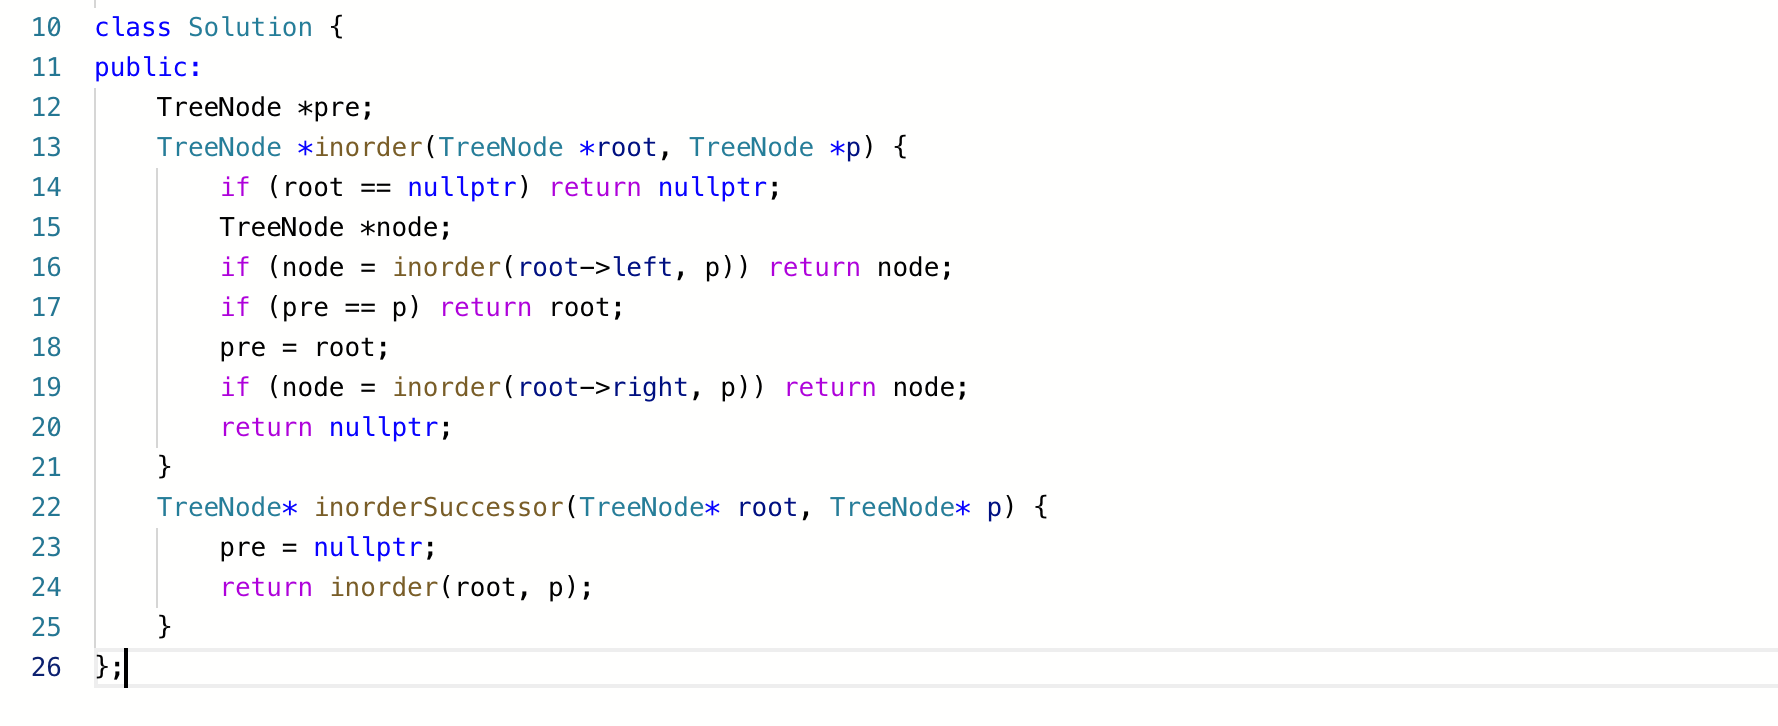 10 class Solution {
11 public:
12     TreeNode *pre;
13     TreeNode *inorder(TreeNode *root, TreeNode *p) {
14         if (root == nullptr) return nullptr;
15         TreeNode *node;
16         if (node = inorder(root->left, p)) return node;
17         if (pre == p) return root;
18         pre = root;
19         if (node = inorder(root->right, p)) return node;
20         return nullptr;
21     }
22     TreeNode* inorderSuccessor(TreeNode* root, TreeNode* p) {
23         pre = nullptr;
24         return inorder(root, p);
25     }
26 };